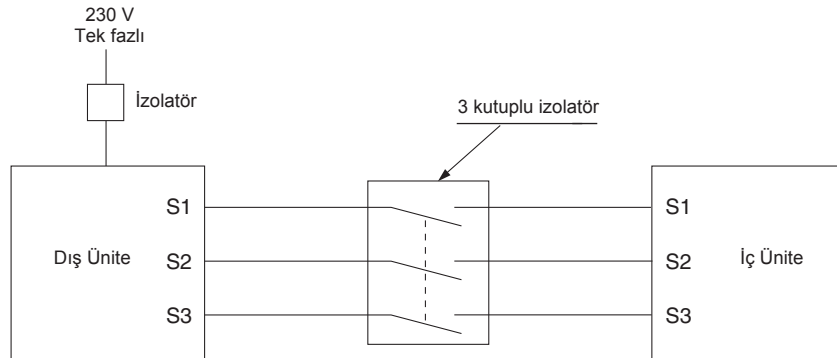 230 V
Tek fazlı
İzolatör
3 kutuplu izolatör
Dış Ünite
S1
S2
S3
S1
S2
S3
İç Ünite